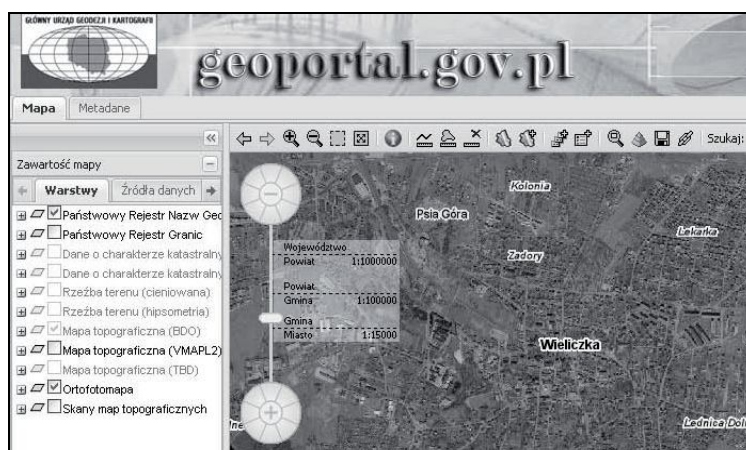 GŁÓWNY URZĄD GEODEZJI I KARTOGRAFII
geoportal.gov.pl
Mapa Metadane
Szukaj:
Zawartość mapy
Warstwy Źródła danych
Państwowy Rejestr Nazw Geo
Państwowy Rejestr Granic
Dane o charakterze katastralny
Dane o charakterze katastralny
Rzeźba terenu (cieniowana)
Rzeźba terenu (hipsometria)
Mapa topograficzna (BDO)
Mapa topograficzna (VMAPL2)
Mapa topograficzna (TBD)
Ortofotomapa
Skany map topograficznych
Kolonia
Psia Góra
Lekarka
Zadory
Województwo
Powiat 1:1000000
Powiat
Gmina 1:100000
Gmina
Miasto 1:15000
Wieliczka
Lednica Dol